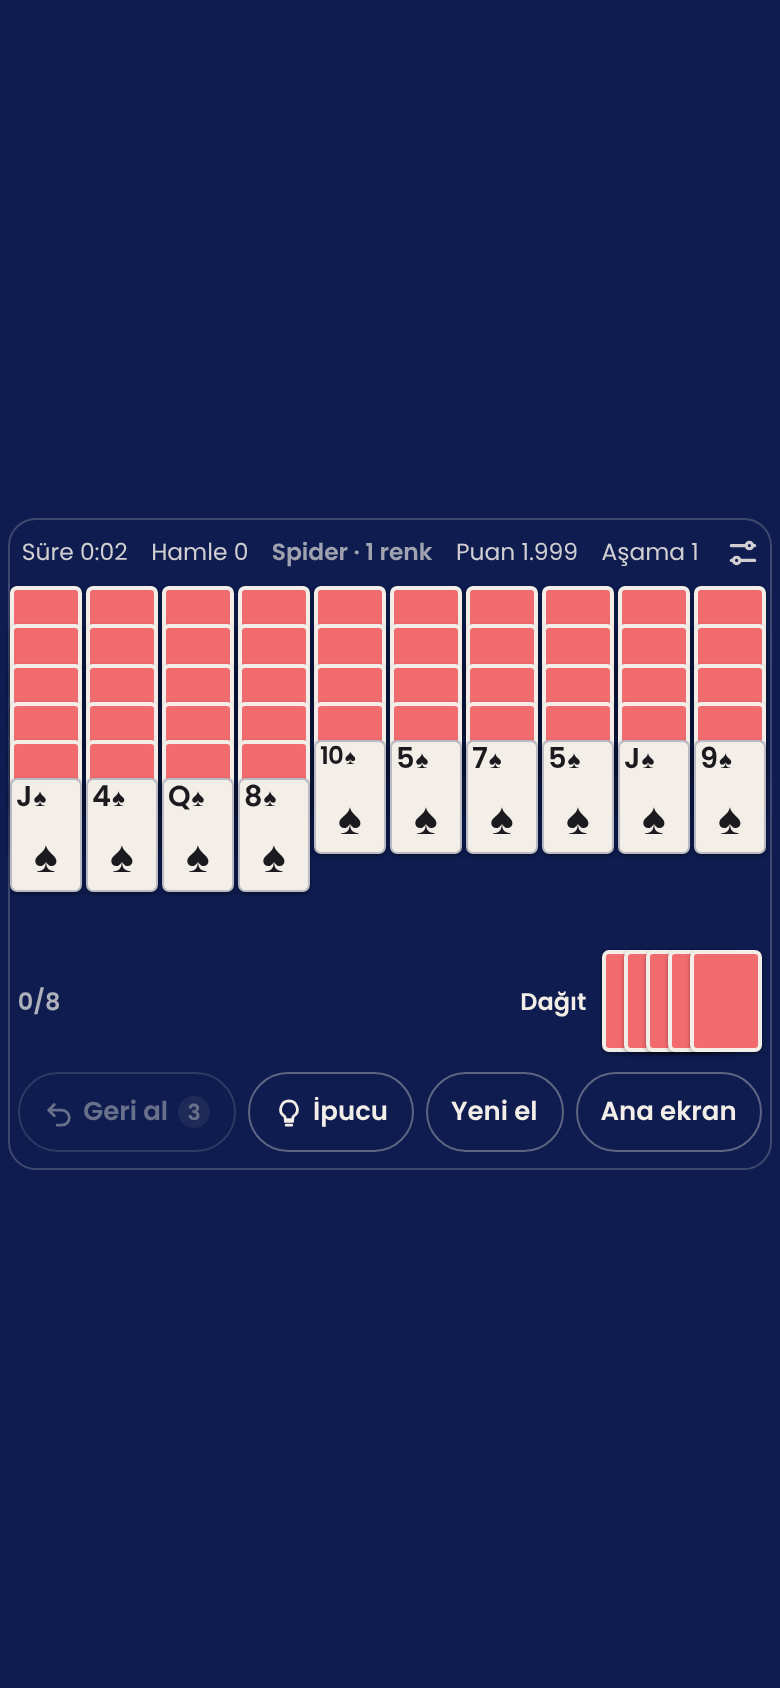 Süre 0:02 Hamle 0 Spider · 1 renk Puan 1.999 Aşama 1
10♠ 5♠ 7♠ 5♠ J♠ 9♠
J♠ 4♠ Q♠ 8♠
0/8 Dağıt
Geri al 3 İpucu Yeni el Ana ekran